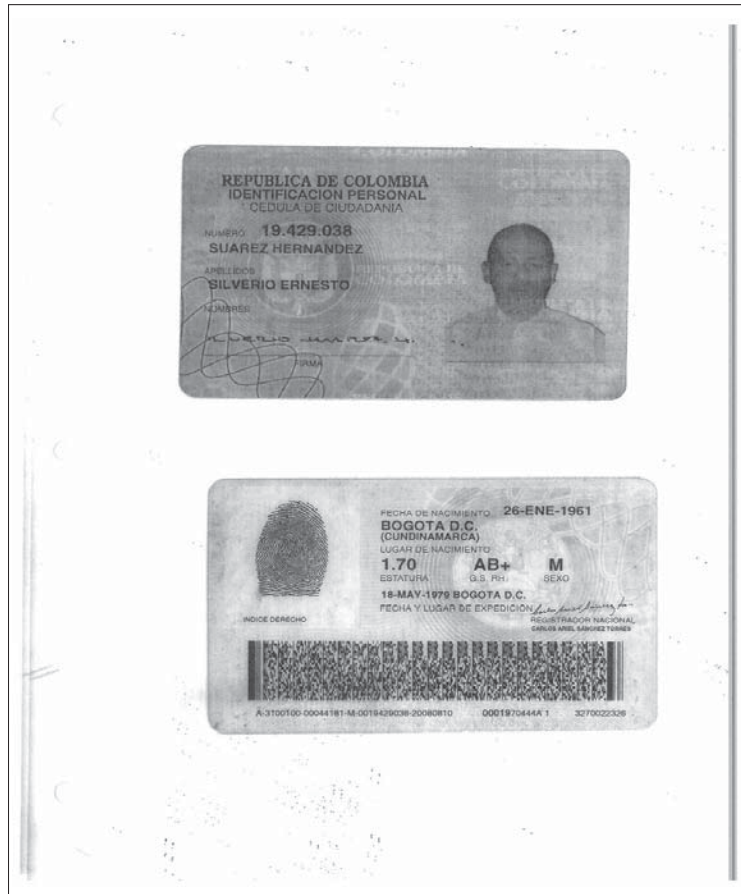 REPUBLICA DE COLOMBIA
IDENTIFICACION PERSONAL
CEDULA DE CIUDADANIA
NUMERO 19.429.038
SUAREZ HERNANDEZ
APELLIDOS
SILVERIO ERNESTO
NOMBRES
FIRMA
FECHA DE NACIMIENTO 26-ENE-1961
BOGOTA D.C.
(CUNDINAMARCA)
LUGAR DE NACIMIENTO
1.70 AB+ M
ESTATURA G.S. RH SEXO
18-MAY-1979 BOGOTA D.C.
FECHA Y LUGAR DE EXPEDICION
INDICE DERECHO
REGISTRADOR NACIONAL
CARLOS ARIEL SANCHEZ TORRES
A-3100100-00044181-M-0019429038-20080810 0001970444A 1 3270022326